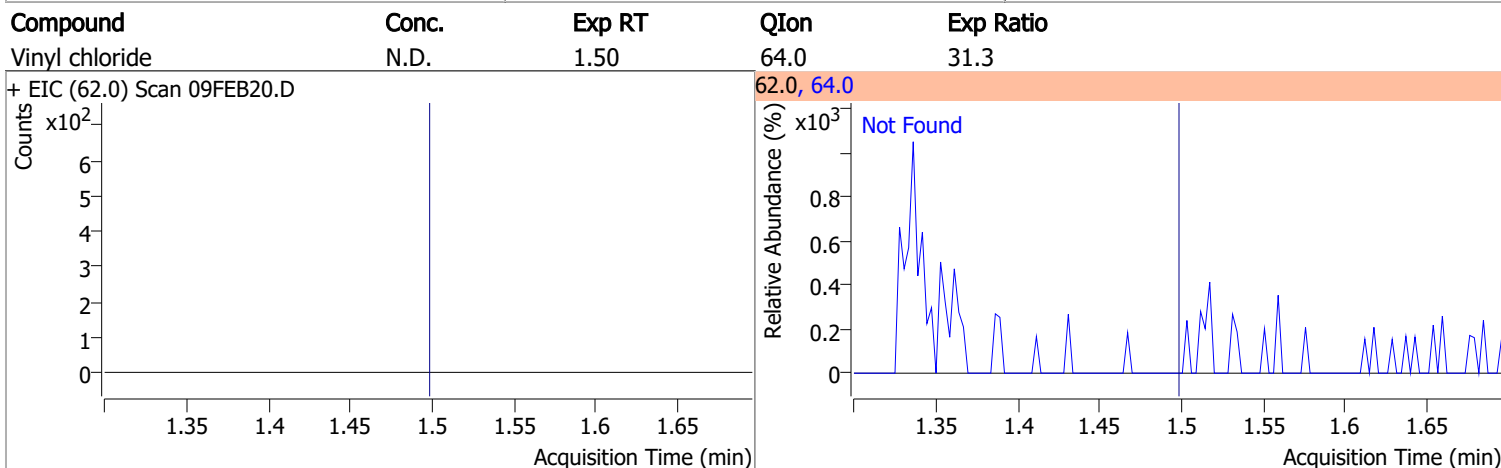 Compound Conc. Exp RT QIon Exp Ratio
Vinyl chloride N.D. 1.50 64.0 31.3
+ EIC (62.0) Scan 09FEB20.D
Counts
x10²
6
5
4
3
2
1
0
1.35 1.4 1.45 1.5 1.55 1.6 1.65
Acquisition Time (min)
62.0, 64.0
Relative Abundance (%)
x10³
Not Found
0.8
0.6
0.4
0.2
0
1.35 1.4 1.45 1.5 1.55 1.6 1.65
Acquisition Time (min)